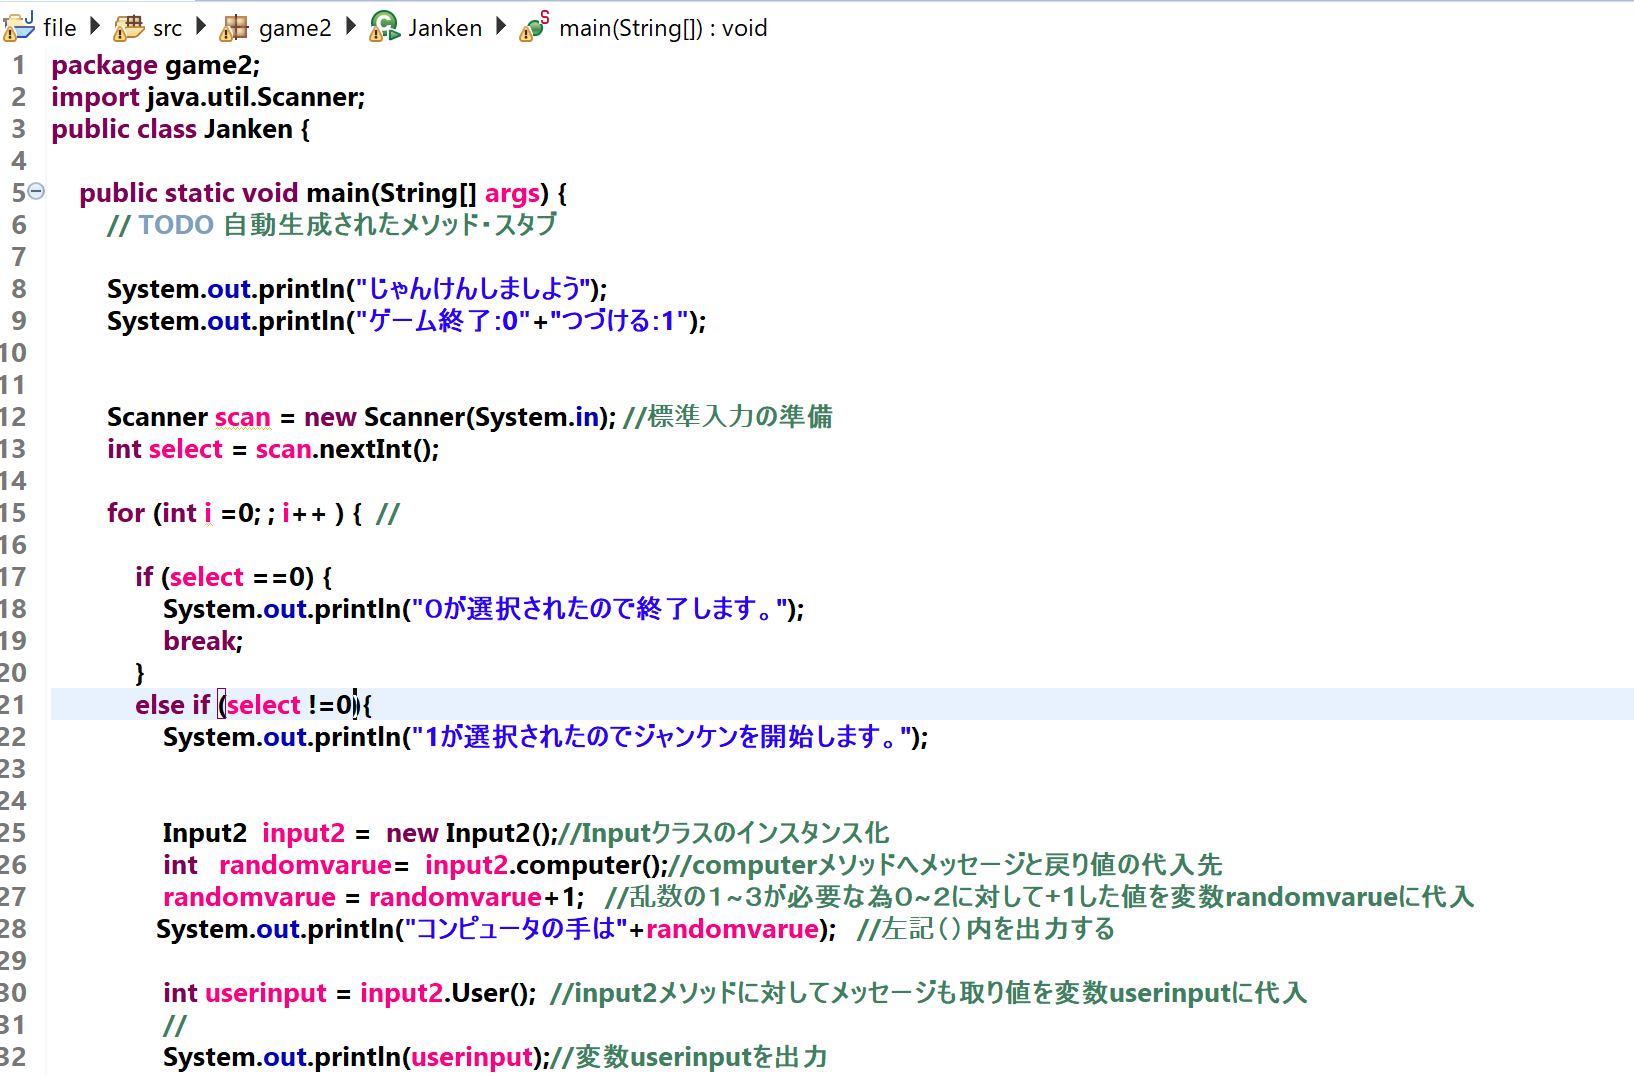 file src game2 Janken main(String[]) : void
1 package game2;
2 import java.util.Scanner;
3 public class Janken {
4
5 public static void main(String[] args) {
6 // TODO 自動生成されたメソッド・スタブ
7
8 System.out.println("じゃんけんしましよう");
9 System.out.println("ゲーム終了:0"+"つづける:1");
10
11
12 Scanner scan = new Scanner(System.in); //標準入力の準備
13 int select = scan.nextInt();
14
15 for (int i =0; ; i++ ) { //
16
17 if (select ==0) {
18 System.out.println("０が選択されたので終了します。");
19 break;
20 }
21 else if (select !=0){
22 System.out.println("1が選択されたのでジャンケンを開始します。");
23
24
25 Input2 input2 = new Input2();//Inputクラスのインスタンス化
26 int randomvarue= input2.computer();//computerメソッドへメッセージと戻り値の代入先
27 randomvarue = randomvarue+1; //乱数の１~３が必要な為０~２に対して+1した値を変数randomvarueに代入
28 System.out.println("コンピュータの手は"+randomvarue); //左記（）内を出力する
29
30 int userinput = input2.User(); //input2メソッドに対してメッセージも取り値を変数userinputに代入
31 //
32 System.out.println(userinput);//変数userinputを出力